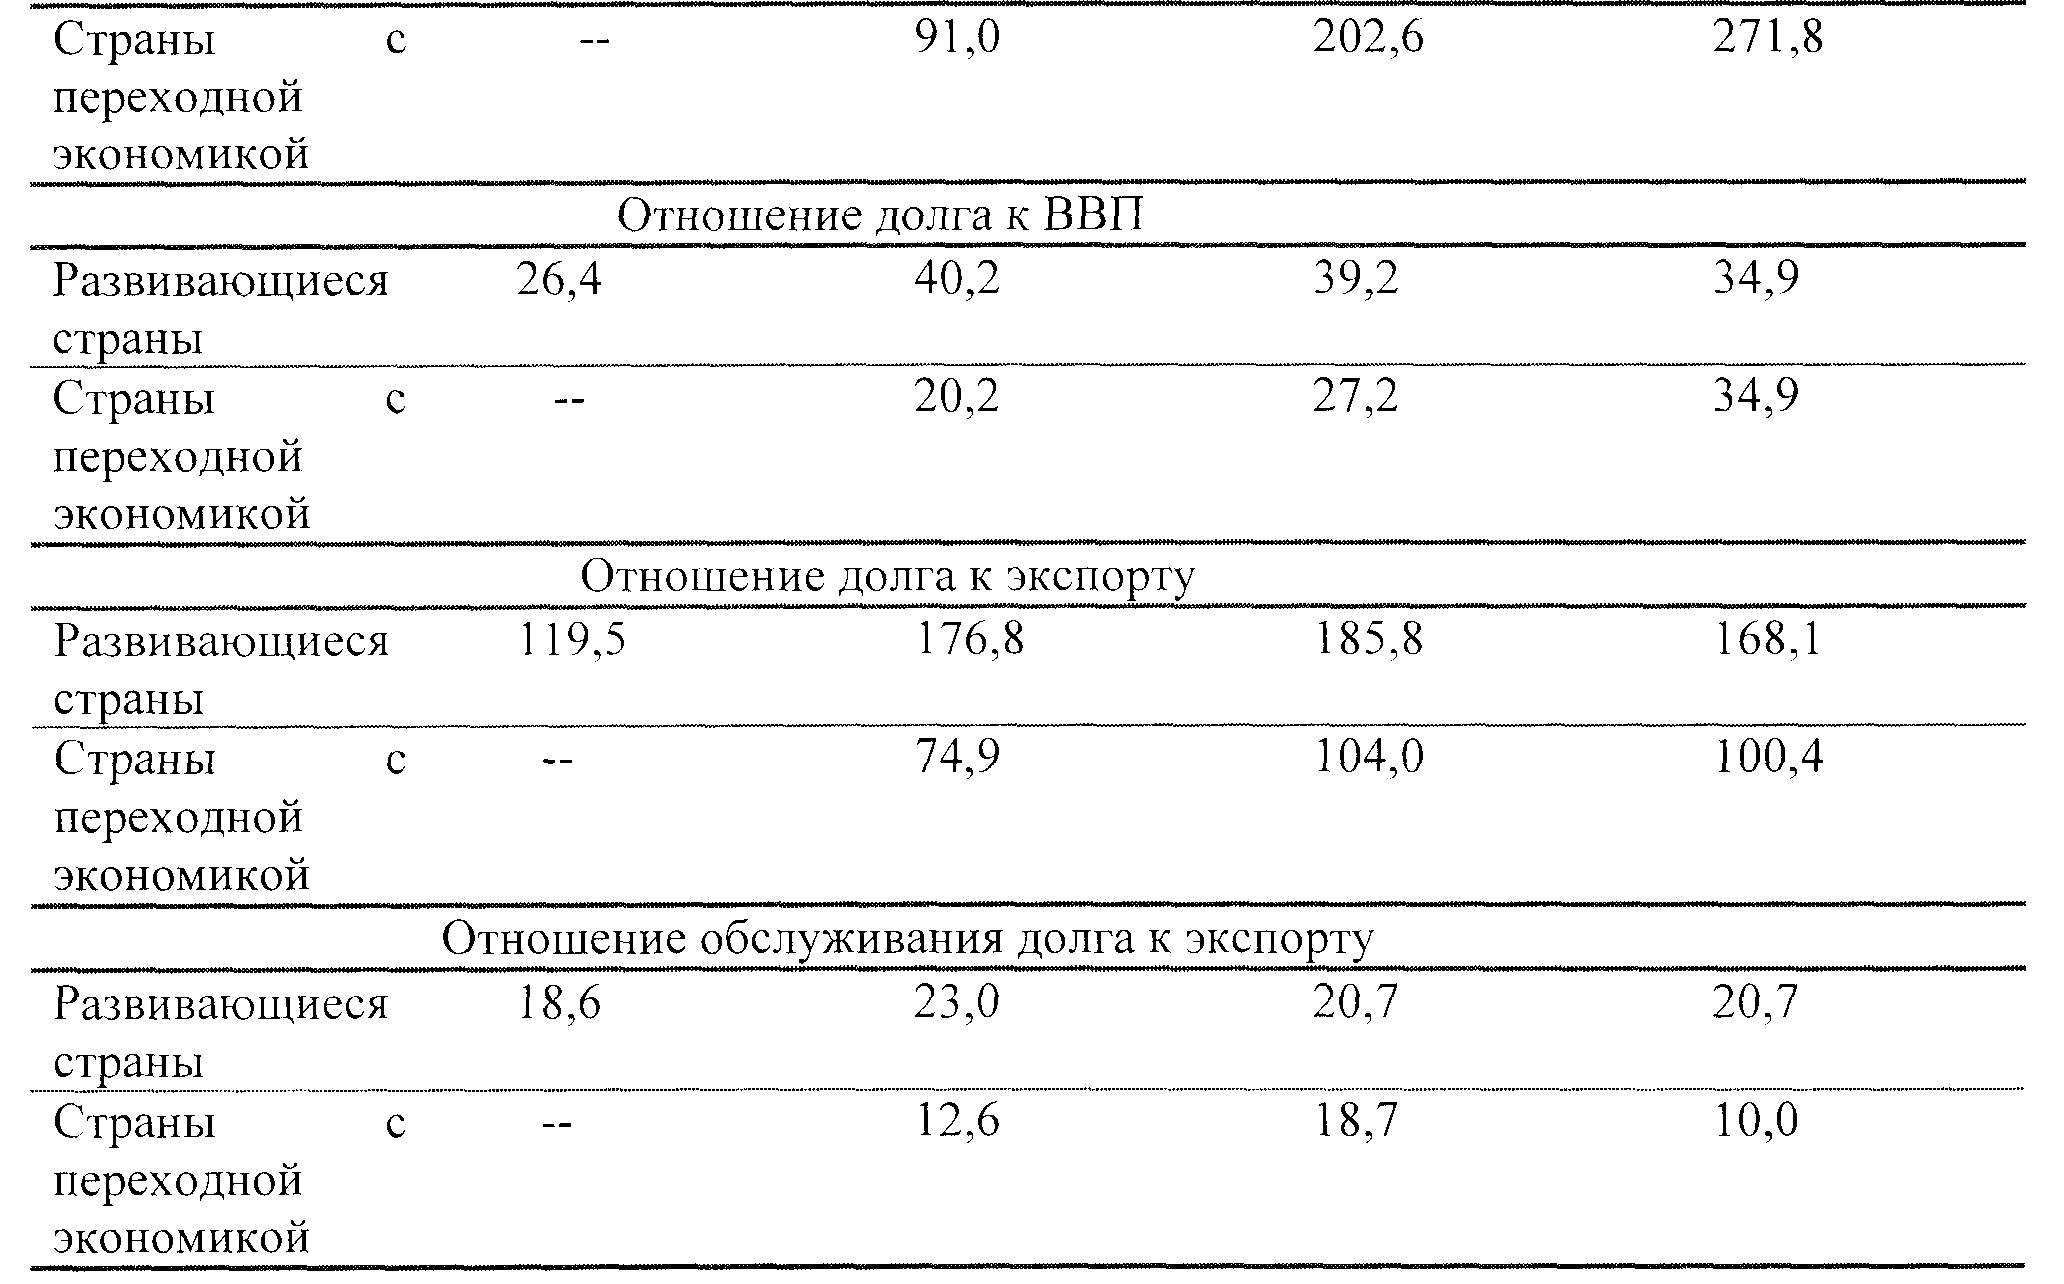 Страны с -- 91,0 202,6 271,8
переходной
экономикой
Отношение долга к ВВП
Развивающиеся 26,4 40,2 39,2 34,9
страны
Страны с -- 20,2 27,2 34,9
переходной
экономикой
Отношение долга к экспорту
Развивающиеся 119,5 176,8 185,8 168,1
страны
Страны с -- 74,9 104,0 100,4
переходной
экономикой
Отношение обслуживания долга к экспорту
Развивающиеся 18,6 23,0 20,7 20,7
страны
Страны с -- 12,6 18,7 10,0
переходной
экономикой